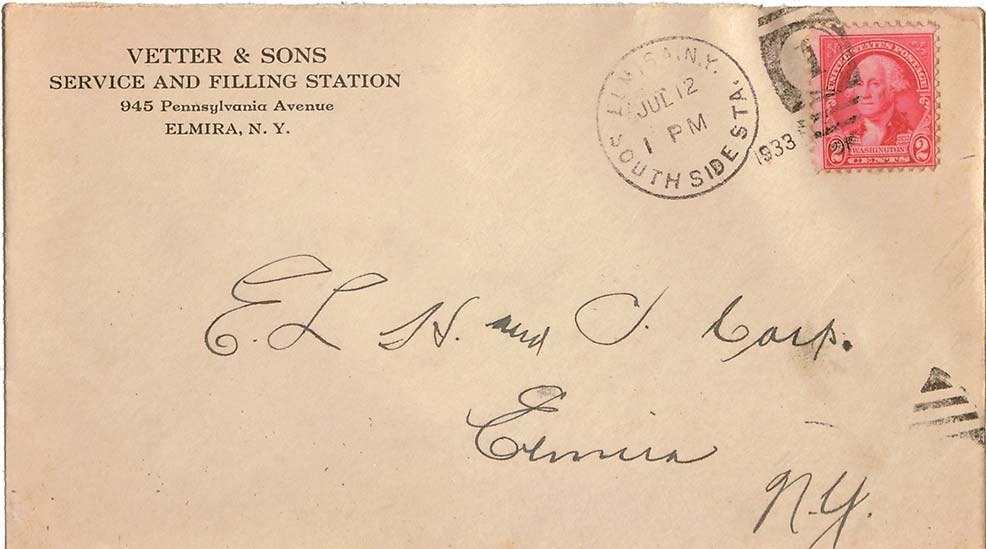 VETTER & SONS
SERVICE AND FILLING STATION
945 Pennsylvania Avenue
ELMIRA, N. Y.
ELMIRA, N.Y.
JUL 12
1 PM
SOUTH SIDE STA.
1933
1
UNITED STATES POSTAGE
WASHINGTON
2 2
CENTS
E. L. H. and J. Corp.
Elmira
N.Y.